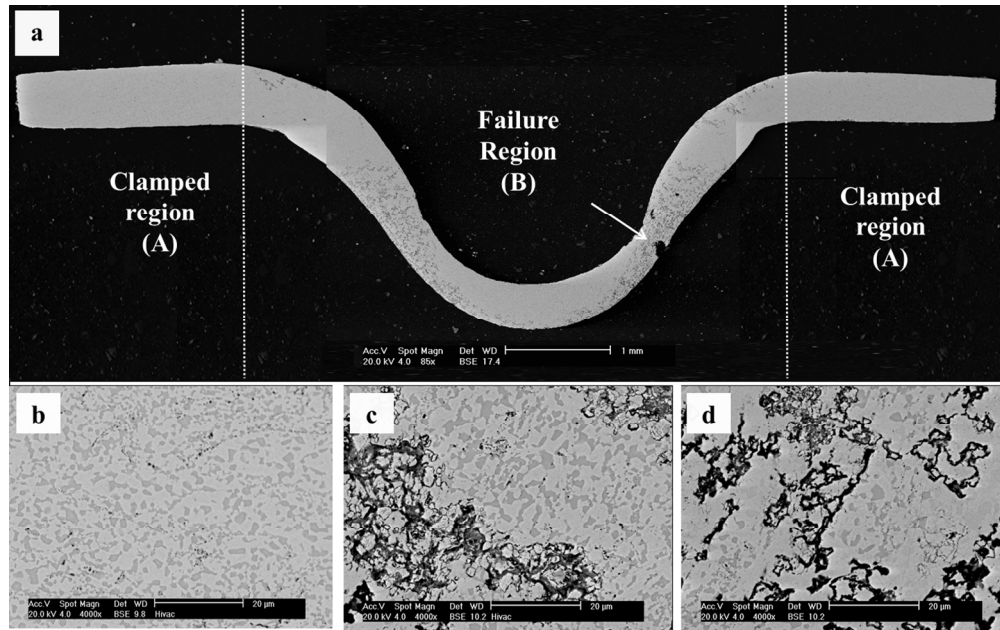 a
Failure
Region
(B)
Clamped
region
(A)
Clamped
region
(A)
Acc.V Spot Magn Det WD 1 mm
20.0 kV 4.0 85x BSE 17.4
b
c
d
Acc.V Spot Magn Det WD 20 µm
20.0 kV 4.0 4000x BSE 9.8 Hivac
Acc.V Spot Magn Det WD 20 µm
20.0 kV 4.0 4000x BSE 10.2 Hivac
Acc.V Spot Magn Det WD 20 µm
20.0 kV 4.0 4000x BSE 10.2